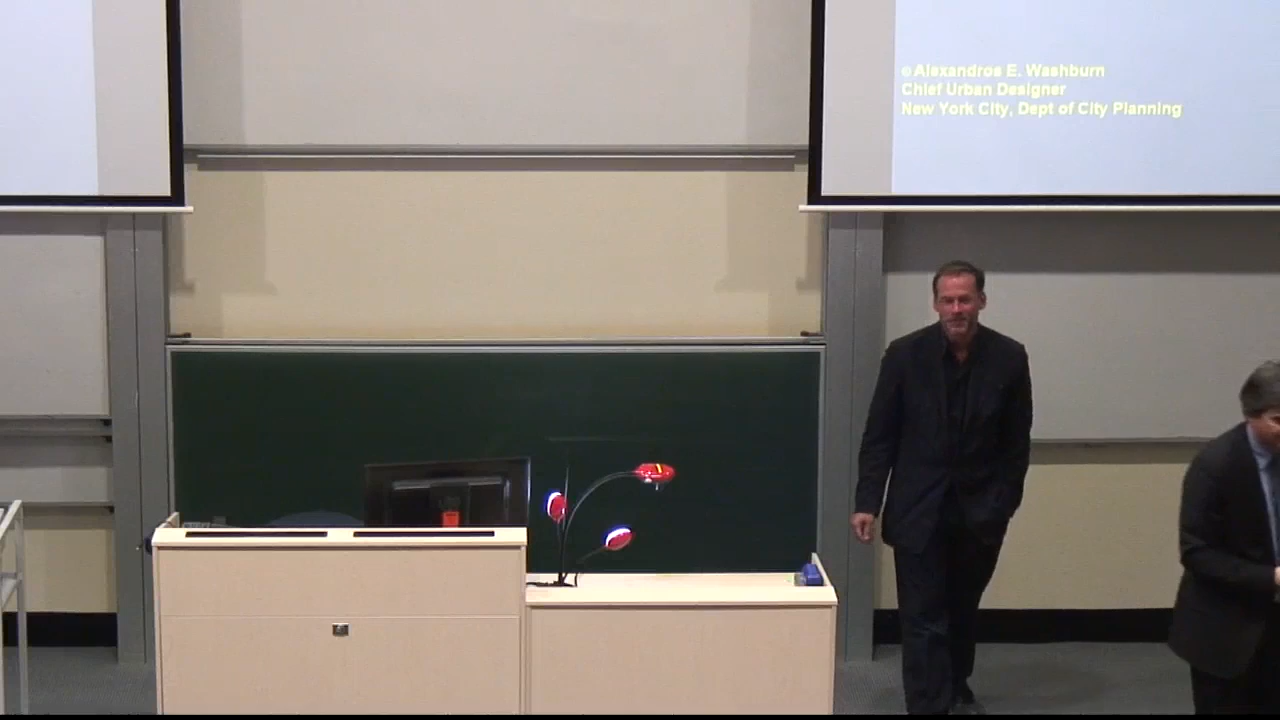 © Alexandros E. Washburn
Chief Urban Designer
New York City, Dept of City Planning